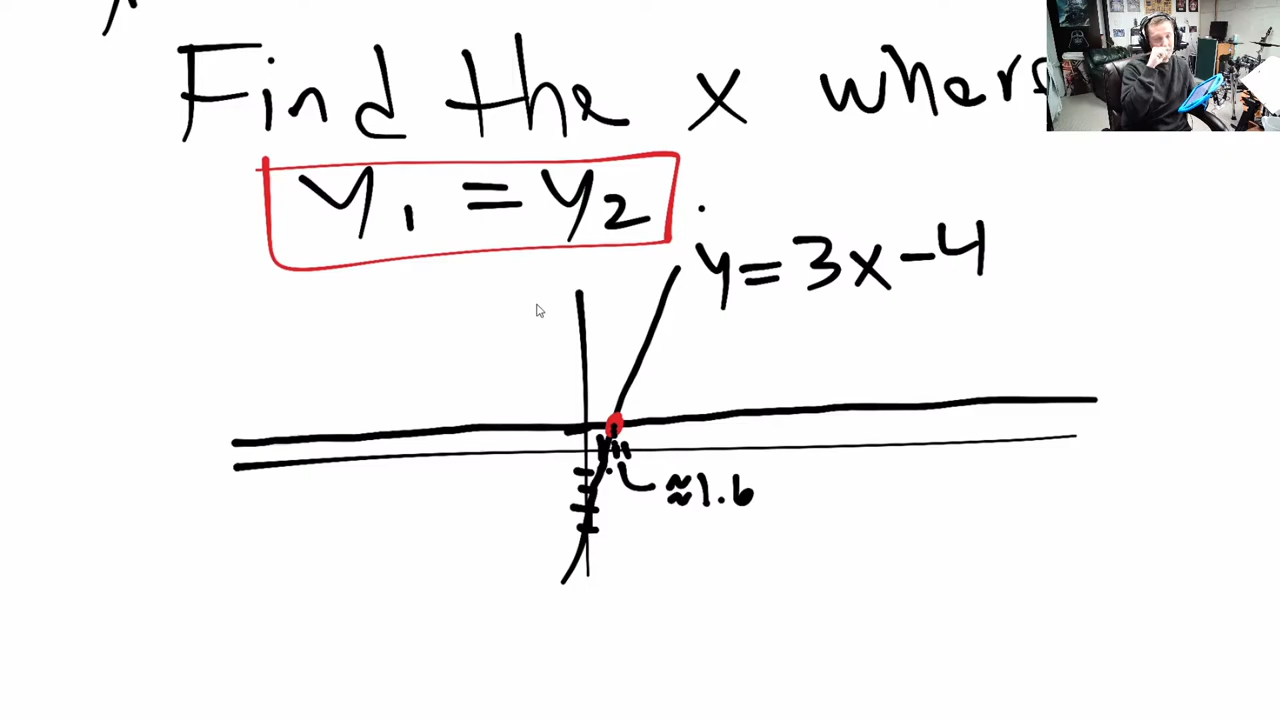 Find the x where
y₁ = y₂
y = 3x - 4
≈1.6